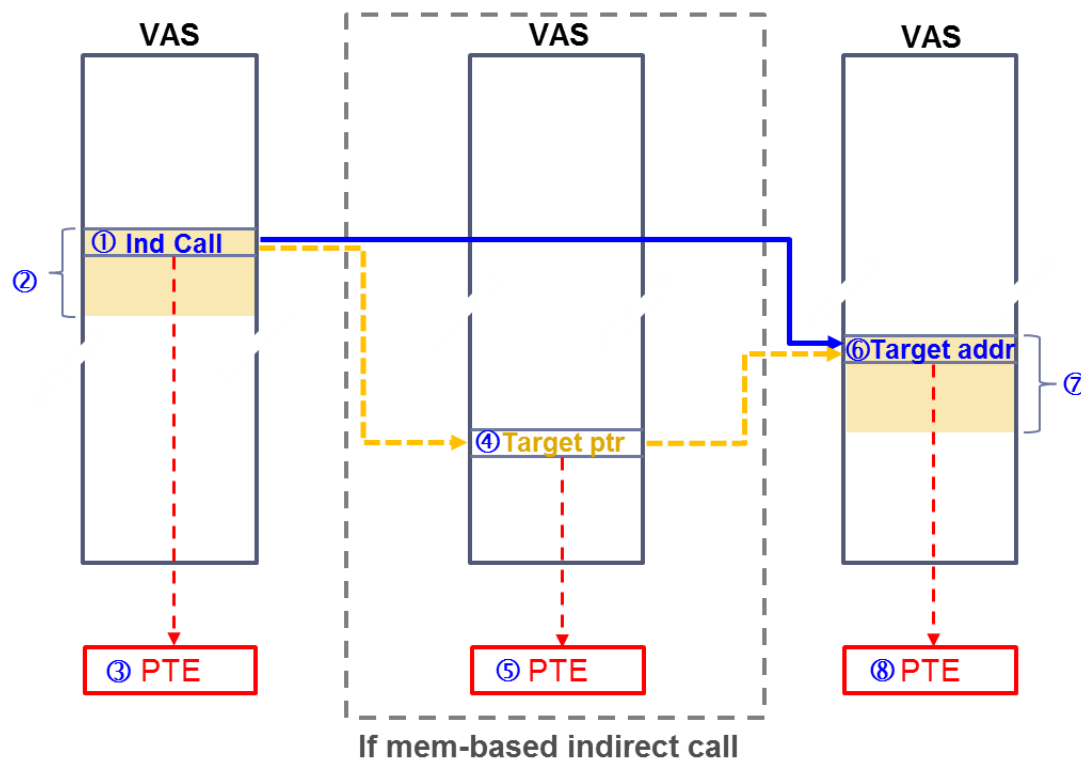 VAS
VAS
VAS
① Ind Call
②
⑥Target addr
⑦
④Target ptr
③ PTE
⑤ PTE
⑧ PTE
If mem-based indirect call